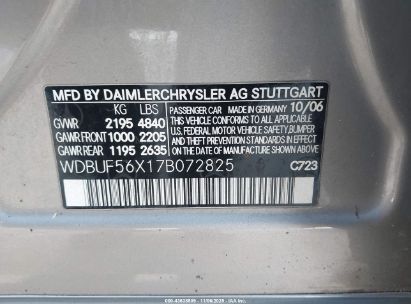 MFD BY DAIMLERCHRYSLER AG STUTTGART
KG LBS PASSENGER CAR MADE IN GERMANY 10/06
GVWR 2195 4840 THIS VEHICLE CONFORMS TO ALL APPLICABLE
GAWR FRONT 1000 2205 U.S. FEDERAL MOTOR VEHICLE SAFETY, BUMPER,
GAWR REAR 1195 2635 AND THEFT PREVENTION STANDARDS IN EFFECT
ON THE DATE OF MANUFACTURE SHOWN ABOVE.
WDBUF56X17B072825 C723